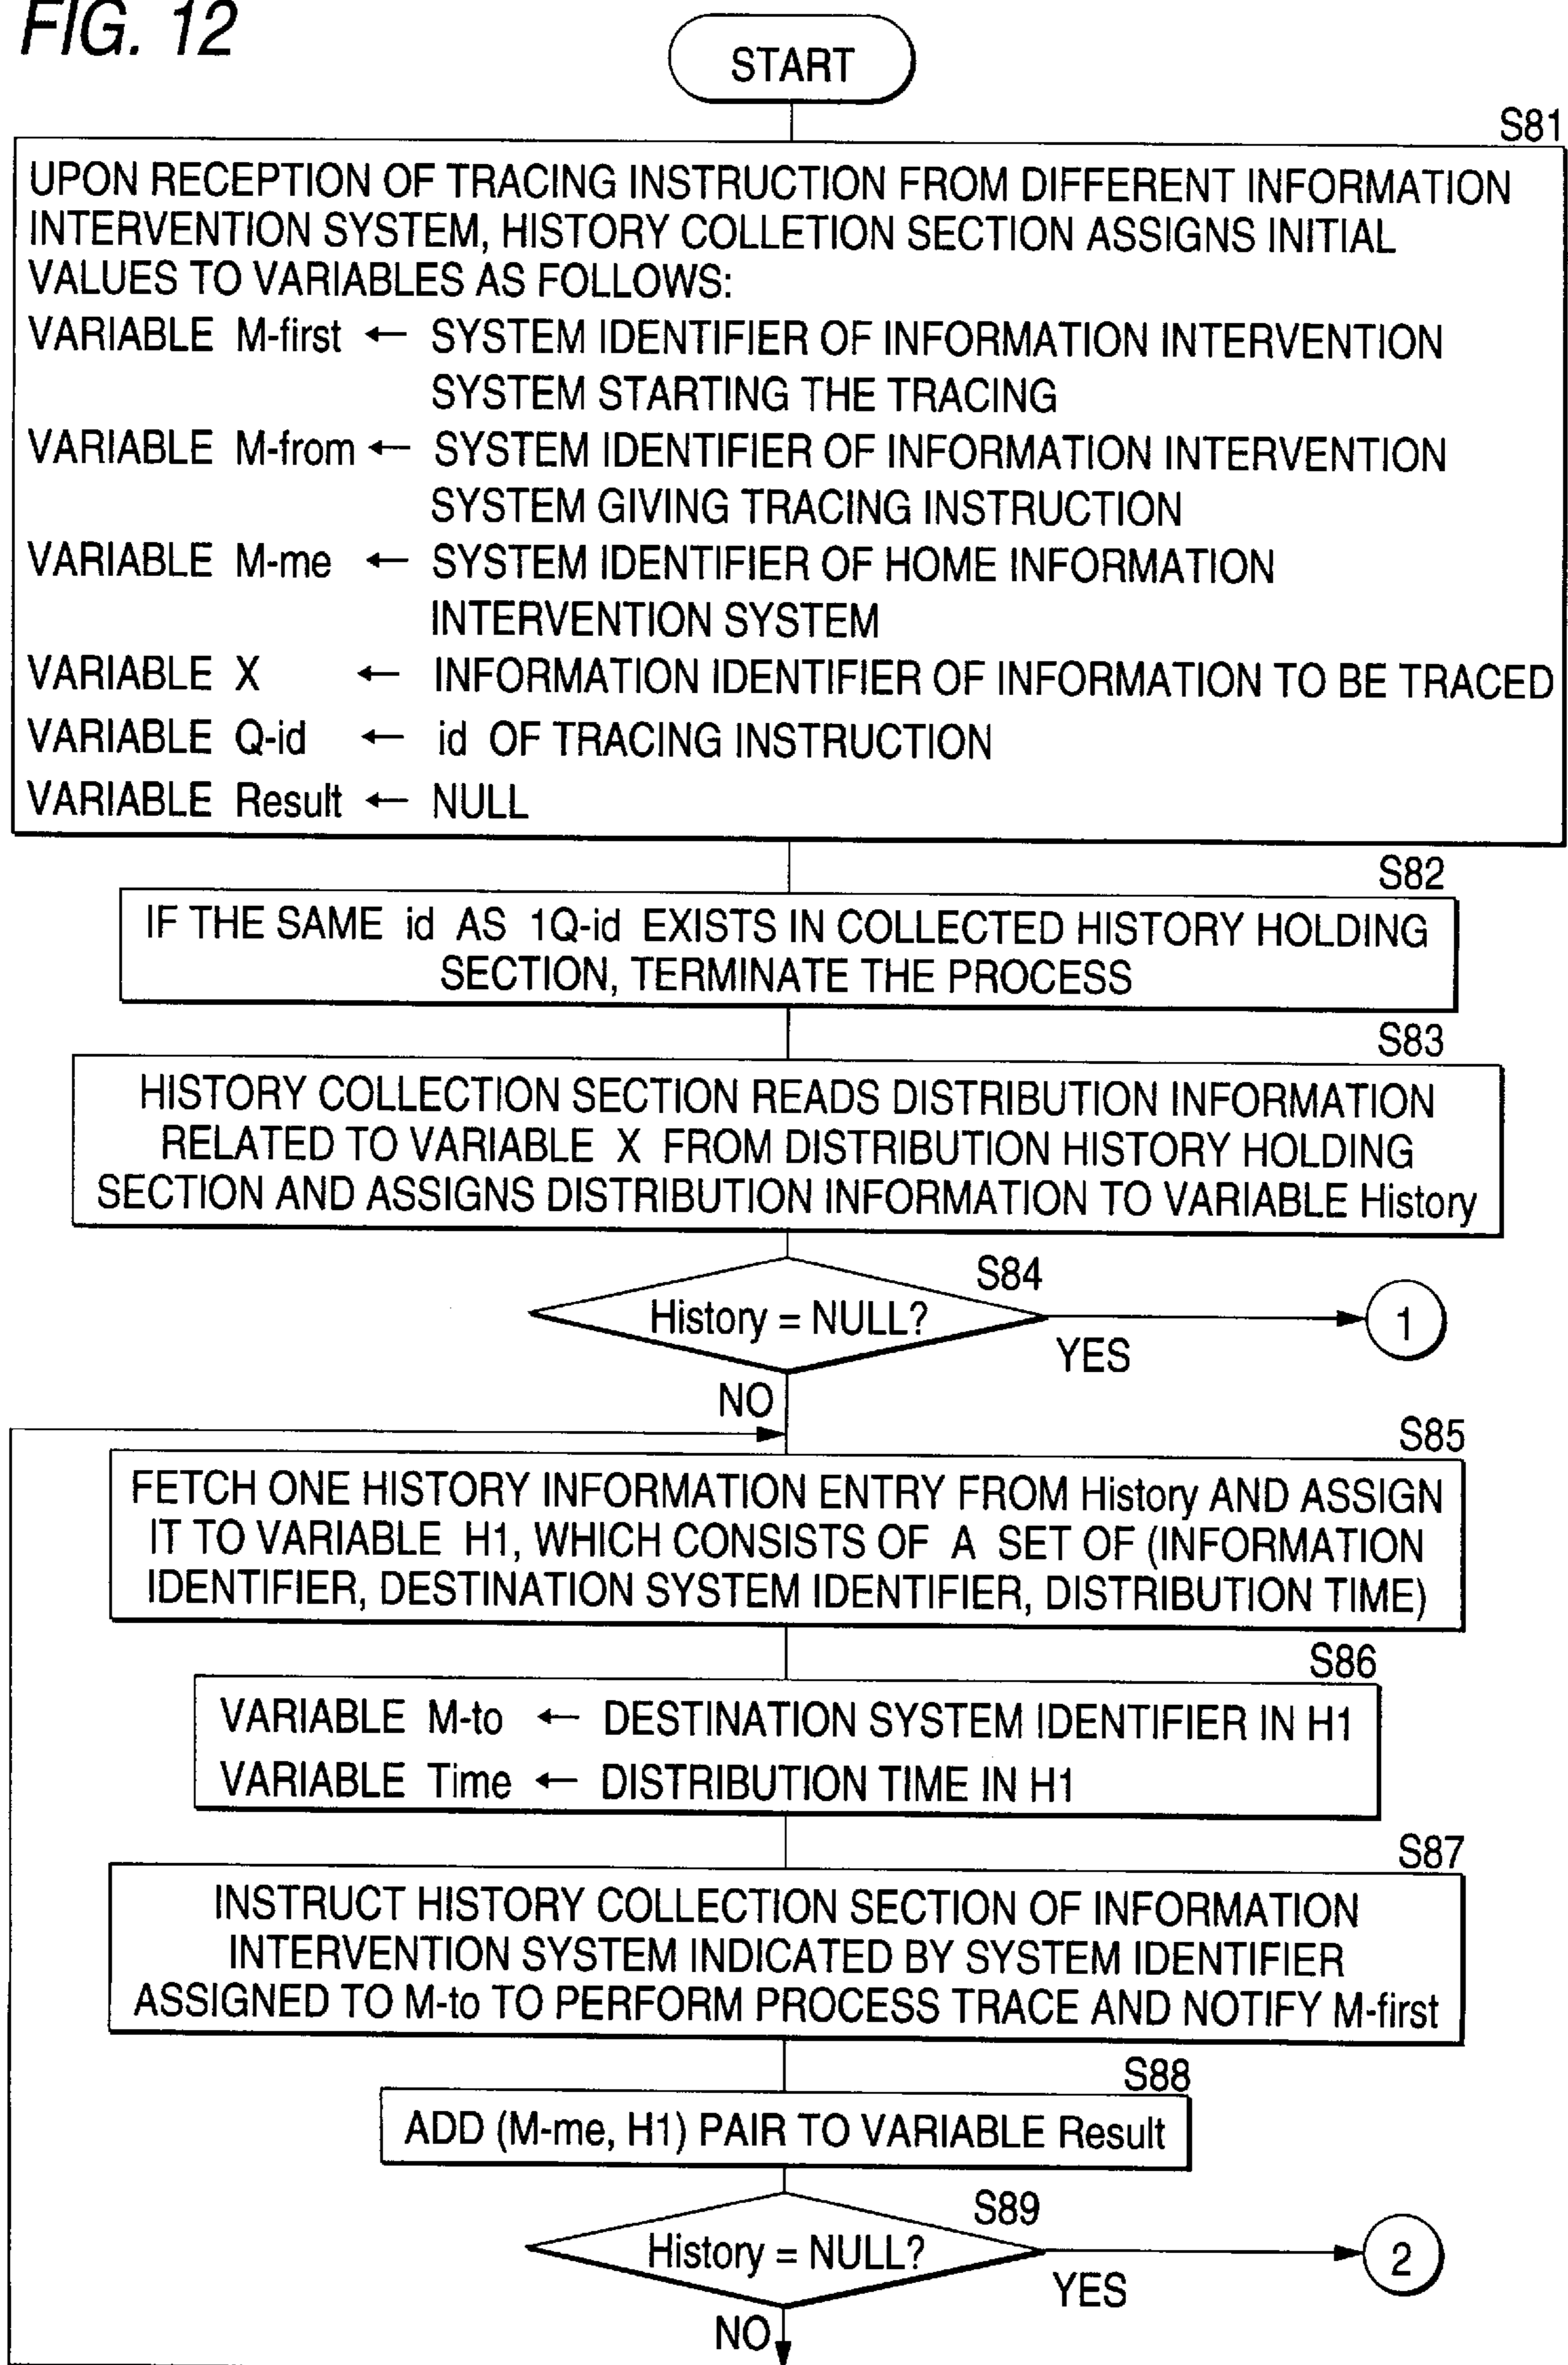 FIG. 12
START
S81
UPON RECEPTION OF TRACING INSTRUCTION FROM DIFFERENT INFORMATION
INTERVENTION SYSTEM, HISTORY COLLETION SECTION ASSIGNS INITIAL
VALUES TO VARIABLES AS FOLLOWS:
VARIABLE M-first ← SYSTEM IDENTIFIER OF INFORMATION INTERVENTION
SYSTEM STARTING THE TRACING
VARIABLE M-from ← SYSTEM IDENTIFIER OF INFORMATION INTERVENTION
SYSTEM GIVING TRACING INSTRUCTION
VARIABLE M-me ← SYSTEM IDENTIFIER OF HOME INFORMATION
INTERVENTION SYSTEM
VARIABLE X ← INFORMATION IDENTIFIER OF INFORMATION TO BE TRACED
VARIABLE Q-id ← id OF TRACING INSTRUCTION
VARIABLE Result ← NULL
S82
IF THE SAME id AS 1Q-id EXISTS IN COLLECTED HISTORY HOLDING
SECTION, TERMINATE THE PROCESS
S83
HISTORY COLLECTION SECTION READS DISTRIBUTION INFORMATION
RELATED TO VARIABLE X FROM DISTRIBUTION HISTORY HOLDING
SECTION AND ASSIGNS DISTRIBUTION INFORMATION TO VARIABLE History
S84
History = NULL?
1
YES
NO
S85
FETCH ONE HISTORY INFORMATION ENTRY FROM History AND ASSIGN
IT TO VARIABLE H1, WHICH CONSISTS OF A SET OF (INFORMATION
IDENTIFIER, DESTINATION SYSTEM IDENTIFIER, DISTRIBUTION TIME)
S86
VARIABLE M-to ← DESTINATION SYSTEM IDENTIFIER IN H1
VARIABLE Time ← DISTRIBUTION TIME IN H1
S87
INSTRUCT HISTORY COLLECTION SECTION OF INFORMATION
INTERVENTION SYSTEM INDICATED BY SYSTEM IDENTIFIER
ASSIGNED TO M-to TO PERFORM PROCESS TRACE AND NOTIFY M-first
S88
ADD (M-me, H1) PAIR TO VARIABLE Result
S89
History = NULL?
2
YES
NO